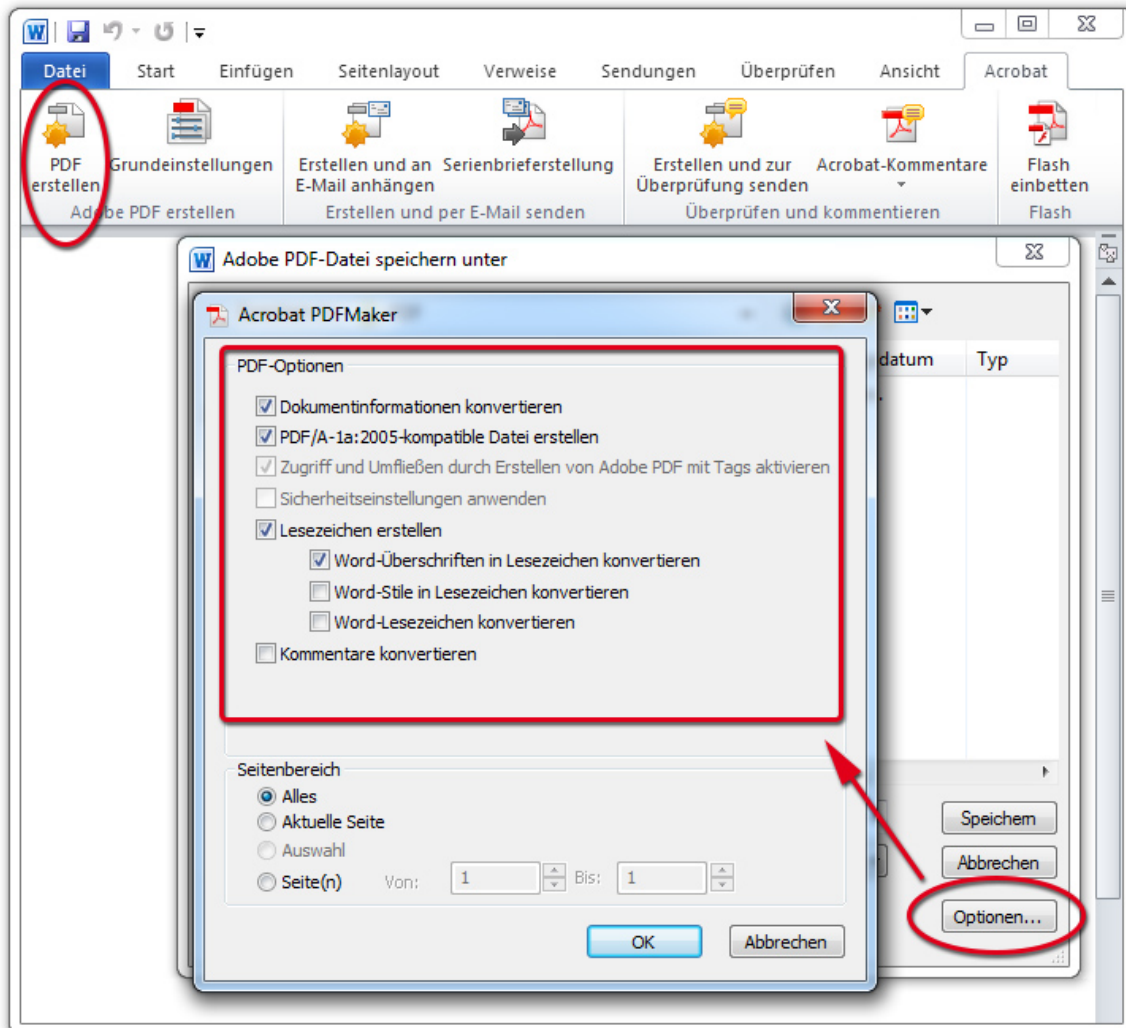 Datei Start Einfügen Seitenlayout Verweise Sendungen Überprüfen Ansicht Acrobat
PDF erstellen
Grundeinstellungen
Adobe PDF erstellen
Erstellen und an E-Mail anhängen
Serienbrieferstellung
Erstellen und per E-Mail senden
Erstellen und zur Überprüfung senden
Acrobat-Kommentare
Überprüfen und kommentieren
Flash einbetten
Flash
Adobe PDF-Datei speichern unter
Acrobat PDFMaker
datum Typ
PDF-Optionen
Dokumentinformationen konvertieren
PDF/A-1a:2005-kompatible Datei erstellen
Zugriff und Umfließen durch Erstellen von Adobe PDF mit Tags aktivieren
Sicherheitseinstellungen anwenden
Lesezeichen erstellen
Word-Überschriften in Lesezeichen konvertieren
Word-Stile in Lesezeichen konvertieren
Word-Lesezeichen konvertieren
Kommentare konvertieren
Seitenbereich
Alles
Aktuelle Seite
Auswahl
Seite(n) Von: 1 Bis: 1
OK Abbrechen
Speichern
Abbrechen
Optionen...